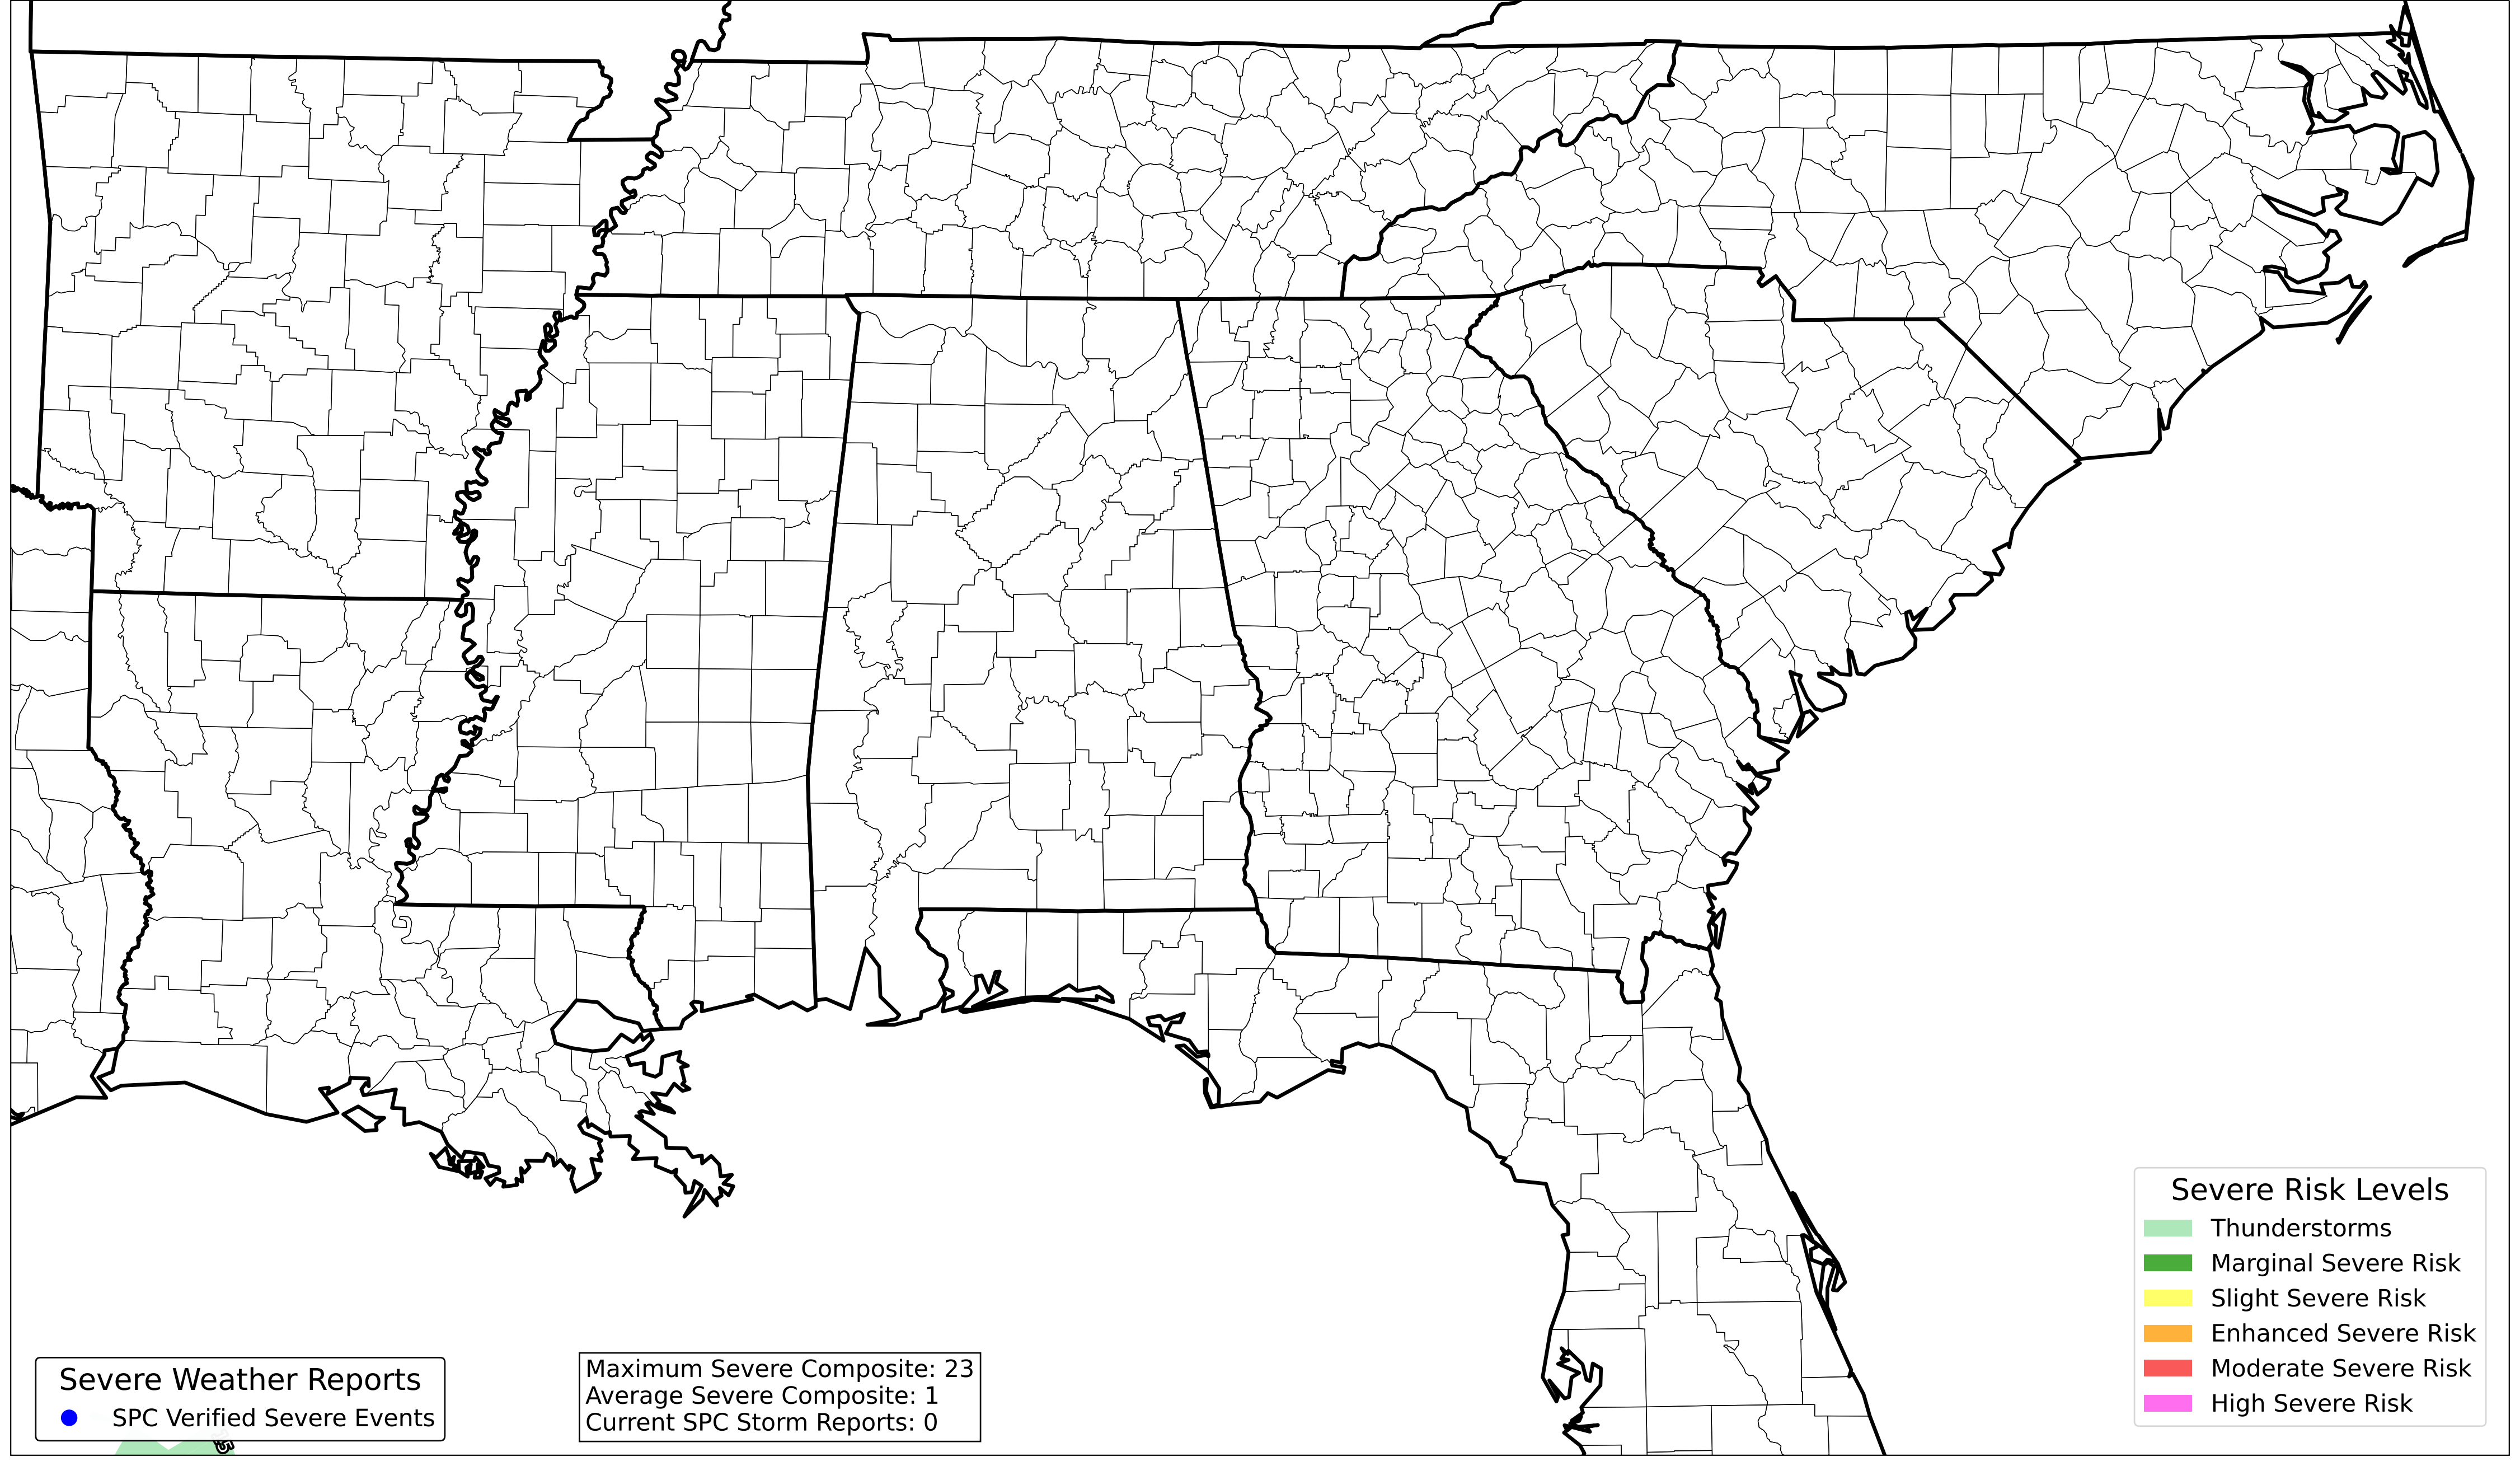 Severe Weather Reports
SPC Verified Severe Events
Maximum Severe Composite: 23
Average Severe Composite: 1
Current SPC Storm Reports: 0
Severe Risk Levels
Thunderstorms
Marginal Severe Risk
Slight Severe Risk
Enhanced Severe Risk
Moderate Severe Risk
High Severe Risk